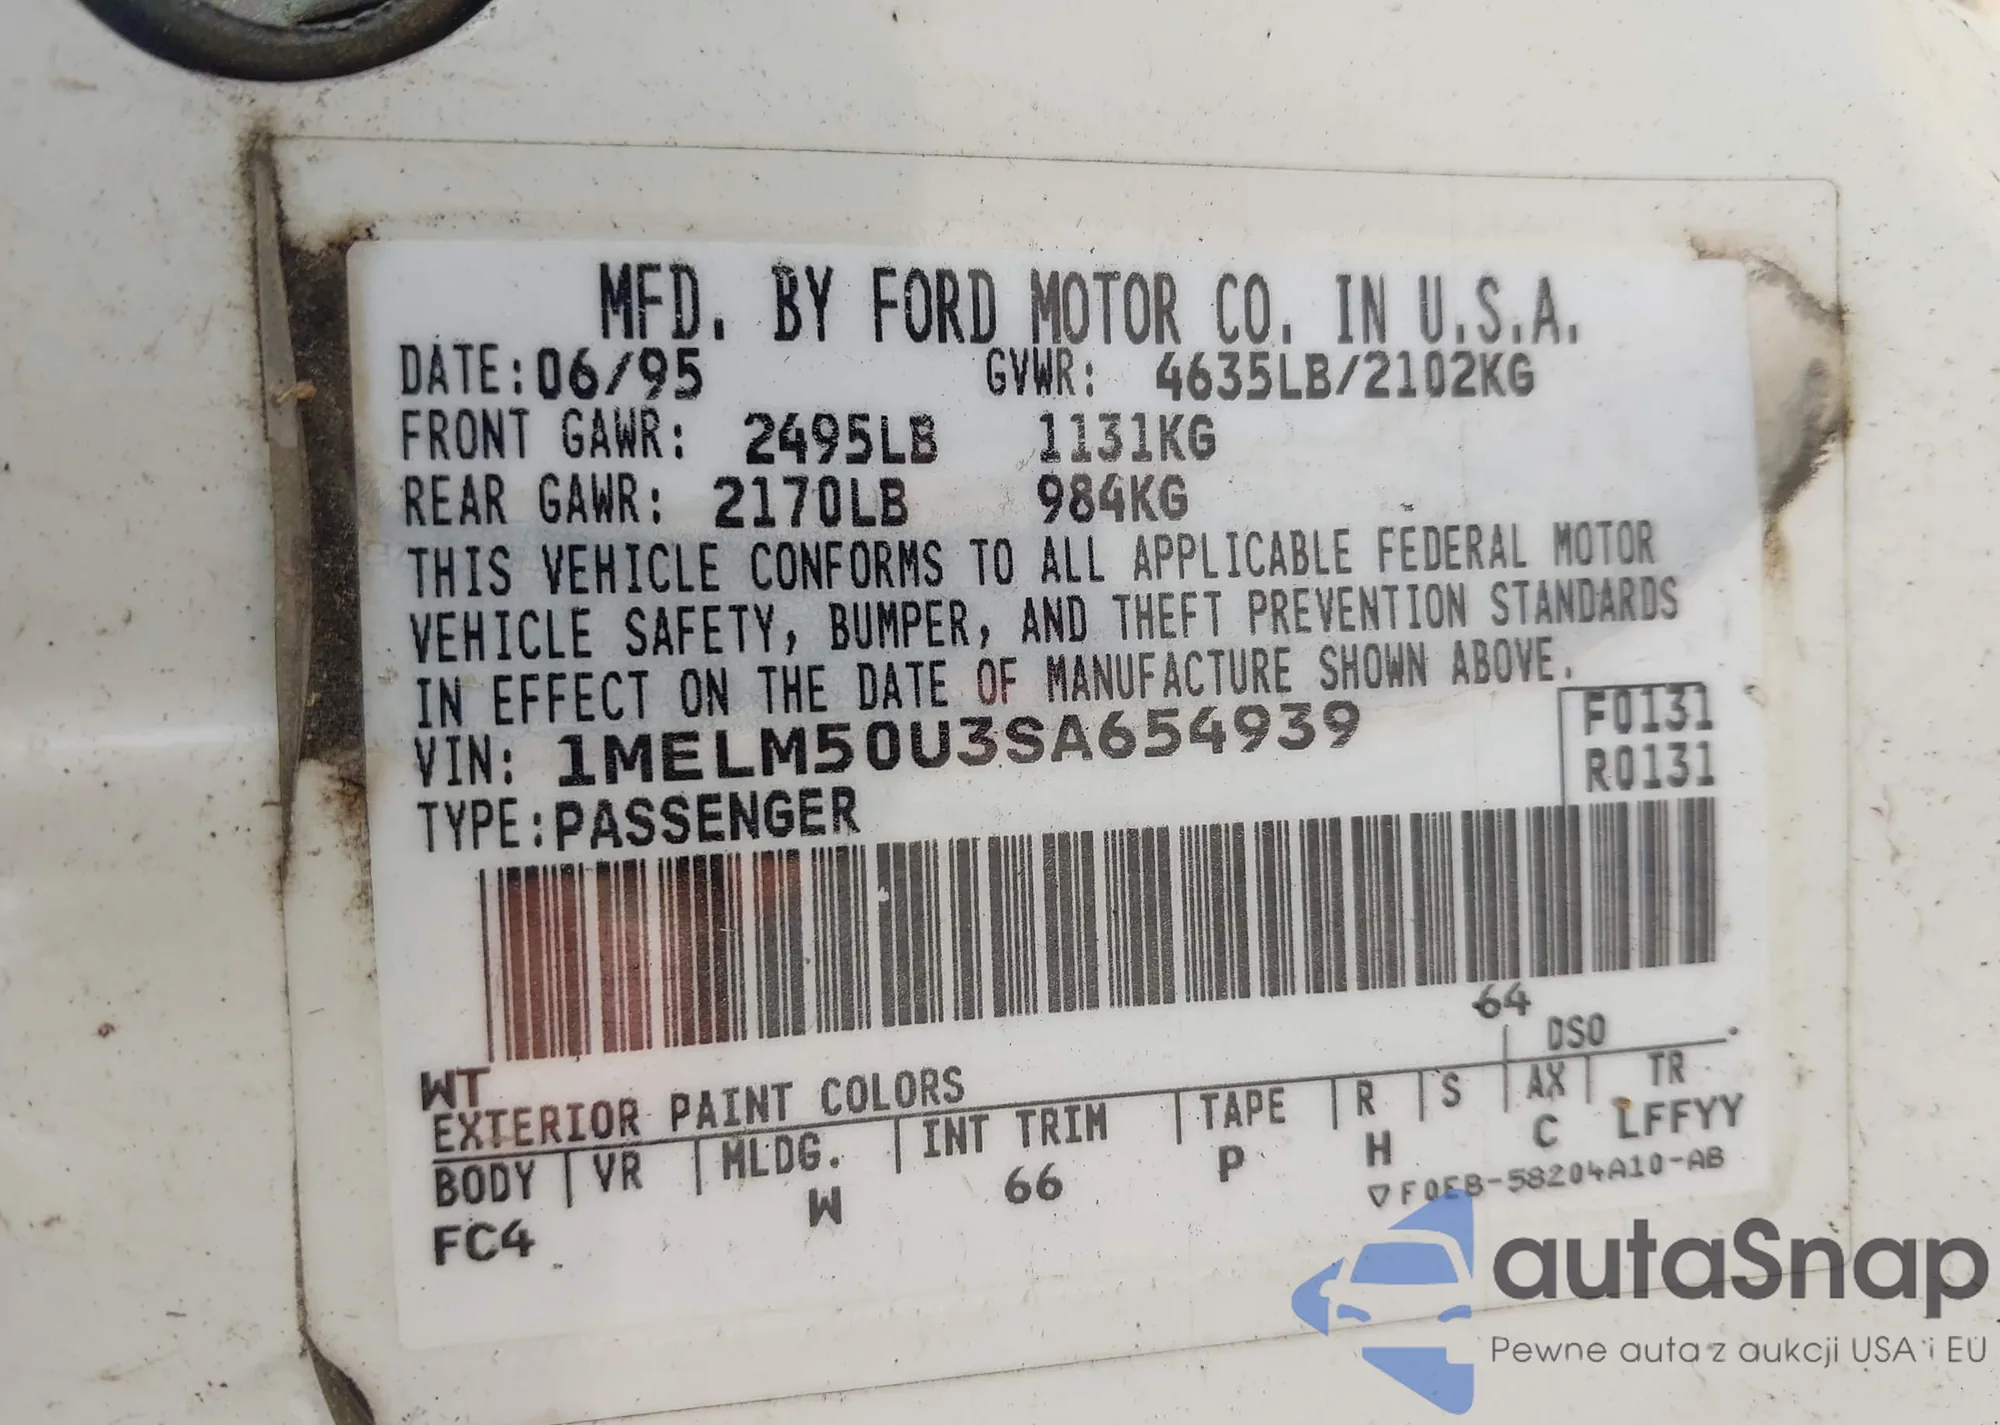 MFD. BY FORD MOTOR CO. IN U.S.A.
DATE:06/95 GVWR: 4635LB/2102KG
FRONT GAWR: 2495LB 1131KG
REAR GAWR: 2170LB 984KG
THIS VEHICLE CONFORMS TO ALL APPLICABLE FEDERAL MOTOR
VEHICLE SAFETY, BUMPER, AND THEFT PREVENTION STANDARDS
IN EFFECT ON THE DATE OF MANUFACTURE SHOWN ABOVE.
VIN: 1MELM50U3SA654939 F0131
TYPE:PASSENGER R0131
64
WT DSO
EXTERIOR PAINT COLORS
BODY VR MLDG. INT TRIM TAPE R S AX TR
FC4 W 66 P H C LFFYY
F0EB-58204A10-AB
autaSnap
Pewne auta z aukcji USA i EU